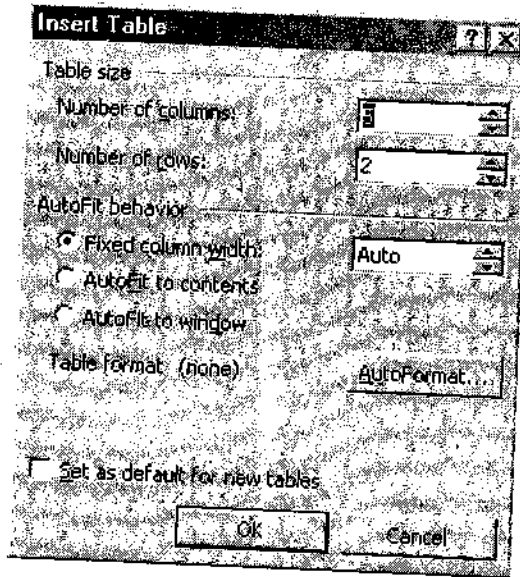 Insert Table
Table size
Number of columns:
Number of rows: 2
AutoFit behavior
Fixed column width: Auto
AutoFit to contents
AutoFit to window
Table format (none) AutoFormat...
Set as default for new tables
OK Cancel